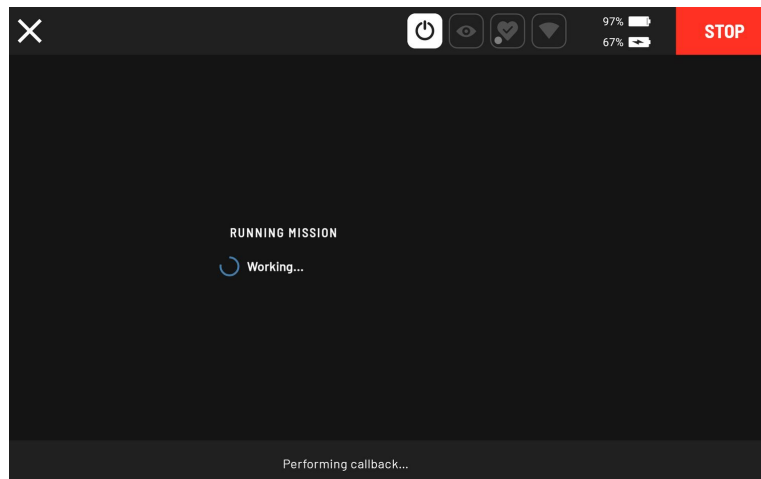 97%
67%
STOP
RUNNING MISSION
Working...
Performing callback...